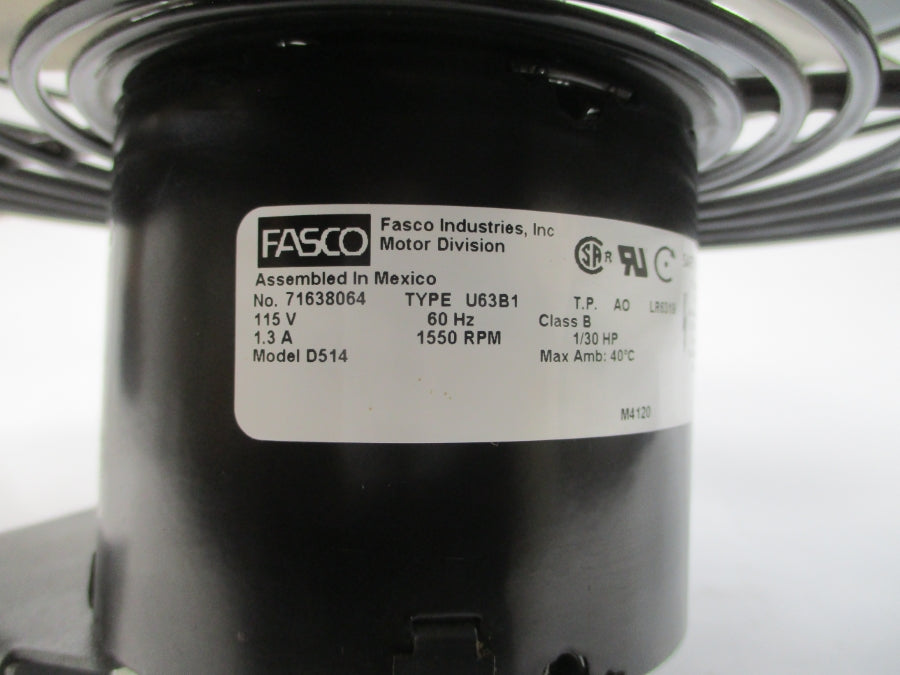 FASCO
Fasco Industries, Inc
Motor Division
Assembled In Mexico
No. 71638064 TYPE U63B1 T.P. AO
115 V 60 Hz Class B
1.3 A 1550 RPM 1/30 HP
Model D514 Max Amb: 40°C
M4120